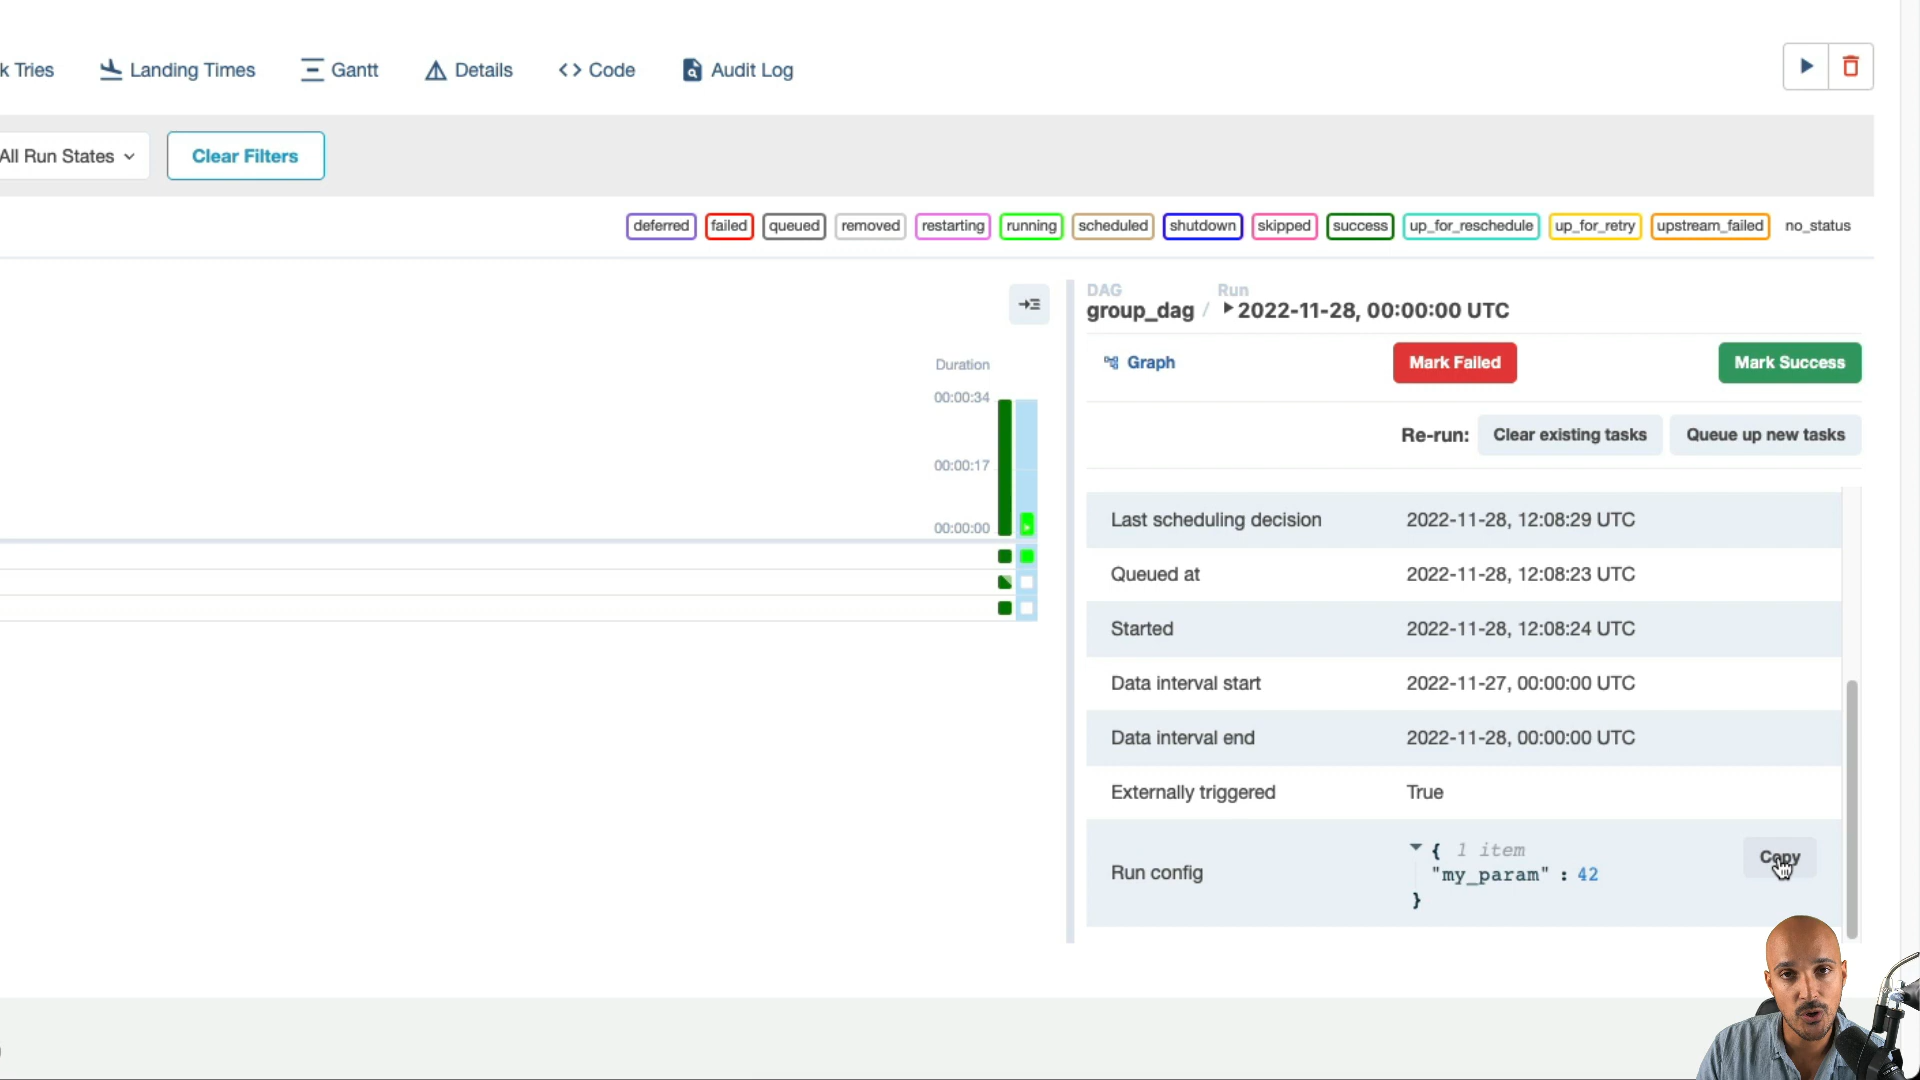 k Tries
Landing Times
Gantt
Details
<> Code
Audit Log
All Run States
Clear Filters
deferred
failed
queued
removed
restarting
running
scheduled
shutdown
skipped
success
up_for_reschedule
up_for_retry
upstream_failed
no_status
DAG
group_dag
/
Run
2022-11-28, 00:00:00 UTC
Graph
Mark Failed
Mark Success
Re-run:
Clear existing tasks
Queue up new tasks
Duration
00:00:34
00:00:17
00:00:00
Last scheduling decision 2022-11-28, 12:08:29 UTC
Queued at 2022-11-28, 12:08:23 UTC
Started 2022-11-28, 12:08:24 UTC
Data interval start 2022-11-27, 00:00:00 UTC
Data interval end 2022-11-28, 00:00:00 UTC
Externally triggered True
Run config
{ 1 item
"my_param" : 42
}
Copy